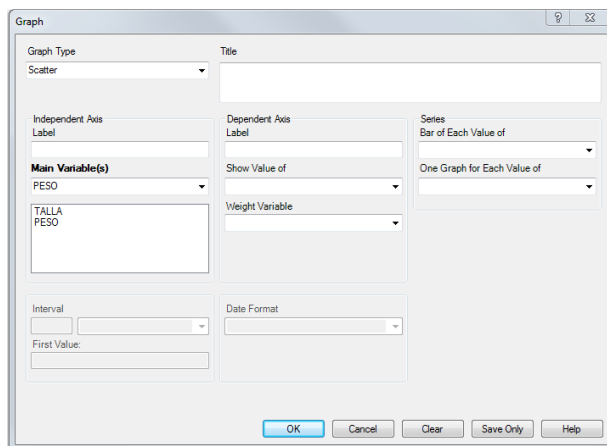 Graph
Graph Type
Title
Scatter
Independent Axis
Dependent Axis
Series
Label
Label
Bar of Each Value of
Main Variable(s)
Show Value of
One Graph for Each Value of
PESO
TALLA
PESO
Weight Variable
Interval
Date Format
First Value:
OK
Cancel
Clear
Save Only
Help